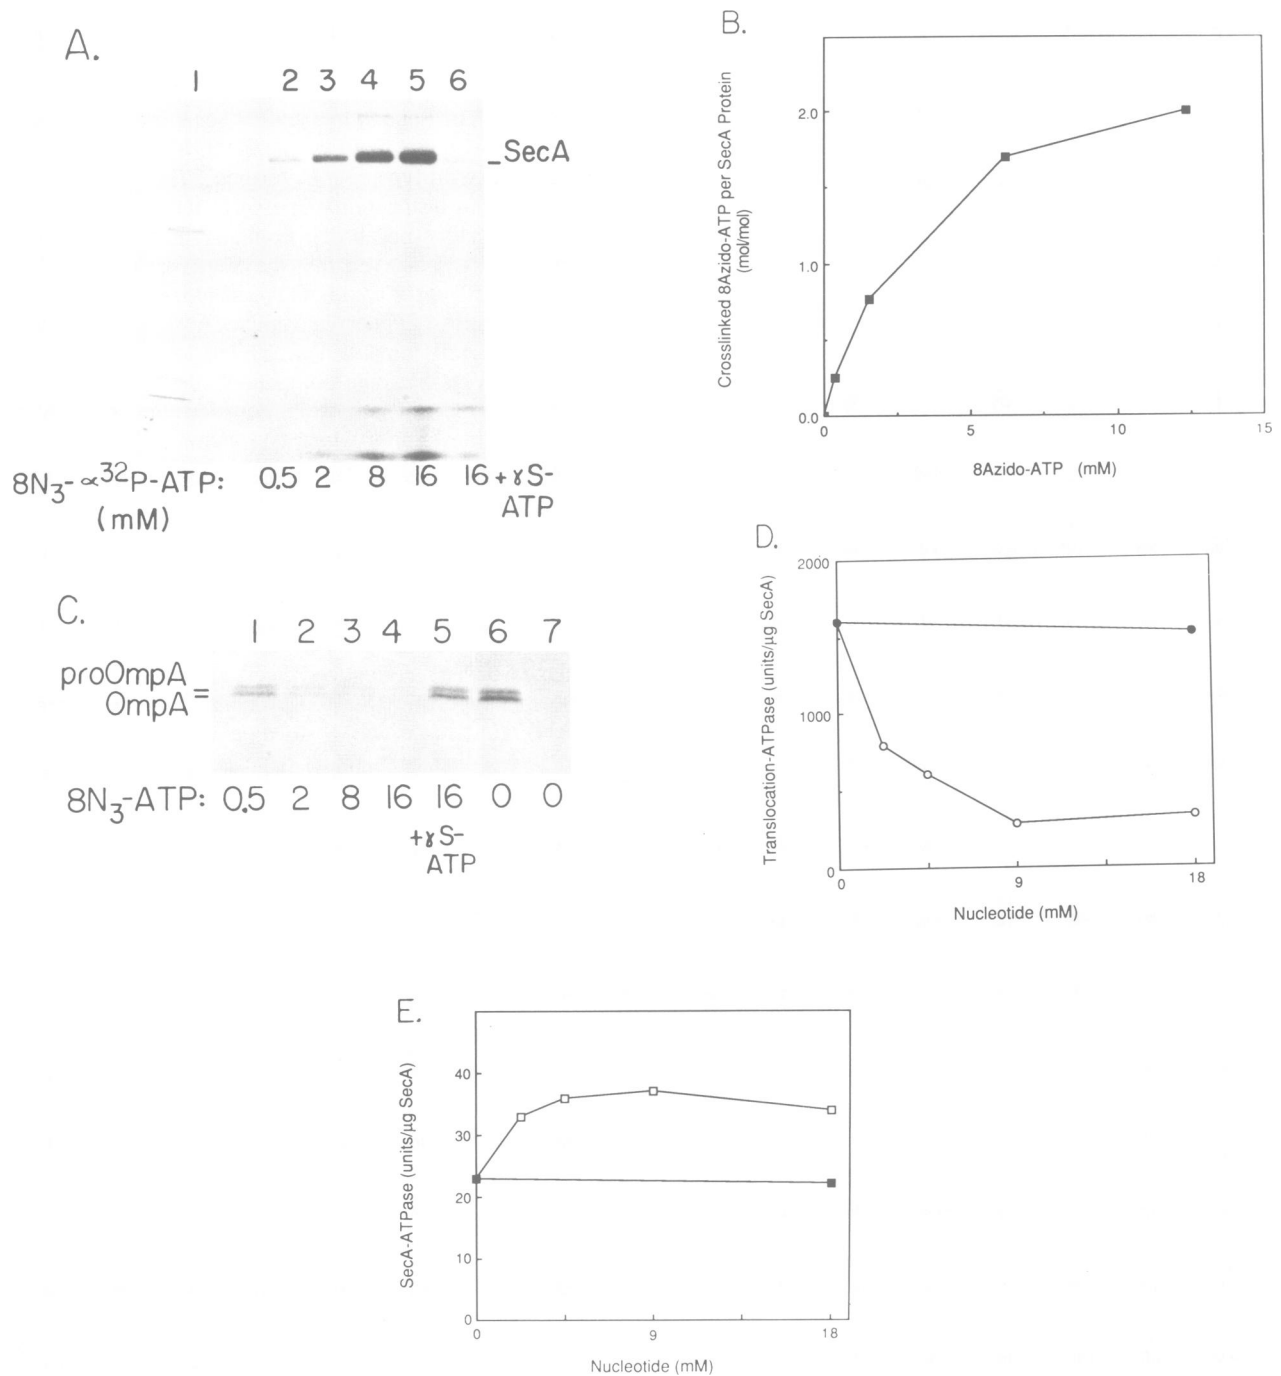 A.
1 2 3 4 5 6
SecA
8N₃-α³²P-ATP: 0.5 2 8 16 16+γS-
(mM) ATP
B.
Crosslinked 8Azido-ATP per SecA Protein
(mol/mol)
2.0
1.0
0.0
0 5 10 15
8Azido-ATP (mM)
C.
1 2 3 4 5 6 7
proOmpA
OmpA =
8N₃-ATP: 0.5 2 8 16 16 0 0
+γS-
ATP
D.
Translocation-ATPase (units/μg SecA)
2000
1000
0
0 9 18
Nucleotide (mM)
E.
SecA-ATPase (units/μg SecA)
40
30
20
10
0
0 9 18
Nucleotide (mM)